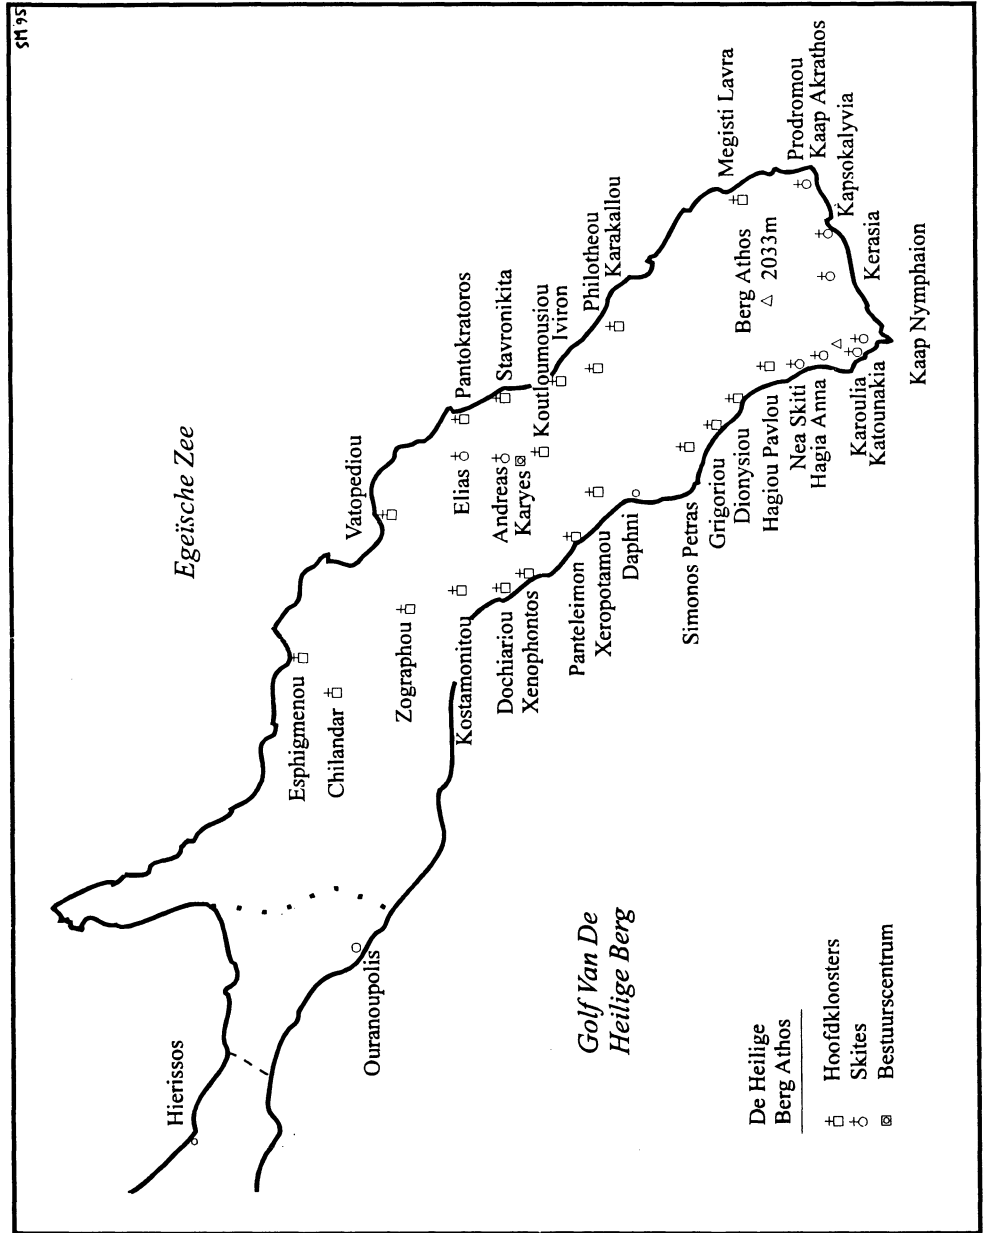 SM 95
Egeïsche Zee
Hierissos
Ouranoupolis
Esphigmenou
Chilandar
Vatopediou
Zographou
Kostamonitou
Pantokratoros
Elias
Stavronikita
Andreas
Karyes
Koutloumousiou
Iviron
Dochiariou
Xenophontos
Panteleimon
Xeropotamou
Daphni
Philotheou
Karakallou
Simonos Petras
Grigoriou
Dionysiou
Hagiou Pavlou
Nea Skiti
Hagia Anna
Karoulia
Katounakia
Megisti Lavra
Berg Athos
2033m
Prodromou
Kaap Akrathos
Kapsokalyvia
Kerasia
Kaap Nymphaion
Golf Van De
Heilige Berg
De Heilige
Berg Athos
Hoofdkloosters
Skites
Bestuurscentrum